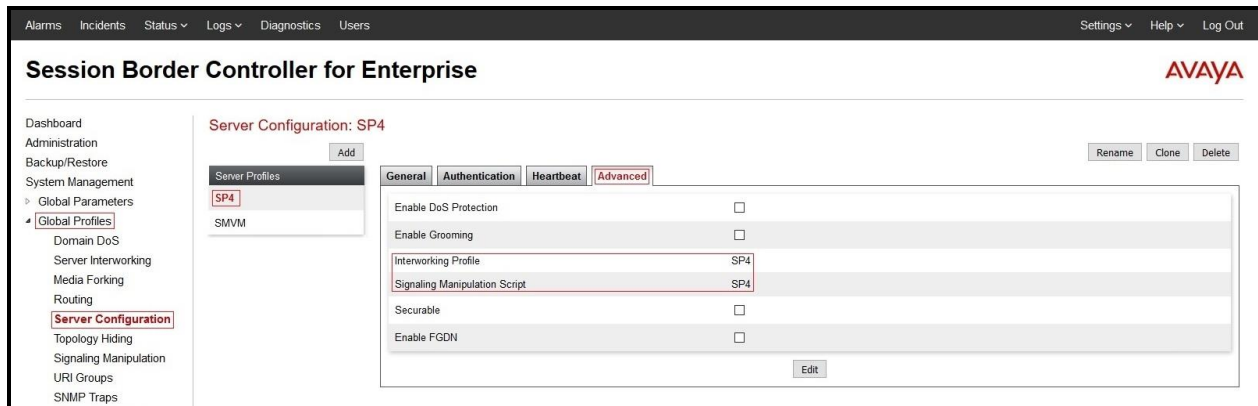 Alarms Incidents Status Logs Diagnostics Users Settings Help Log Out
Session Border Controller for Enterprise
AVAYA
Dashboard
Administration
Backup/Restore
System Management
Global Parameters
Global Profiles
Domain DoS
Server Interworking
Media Forking
Routing
Server Configuration
Topology Hiding
Signaling Manipulation
URI Groups
SNMP Traps
Server Configuration: SP4
Add
Rename Clone Delete
Server Profiles
SP4
SMVM
General Authentication Heartbeat Advanced
Enable DoS Protection
Enable Grooming
Interworking Profile SP4
Signaling Manipulation Script SP4
Securable
Enable FGDN
Edit